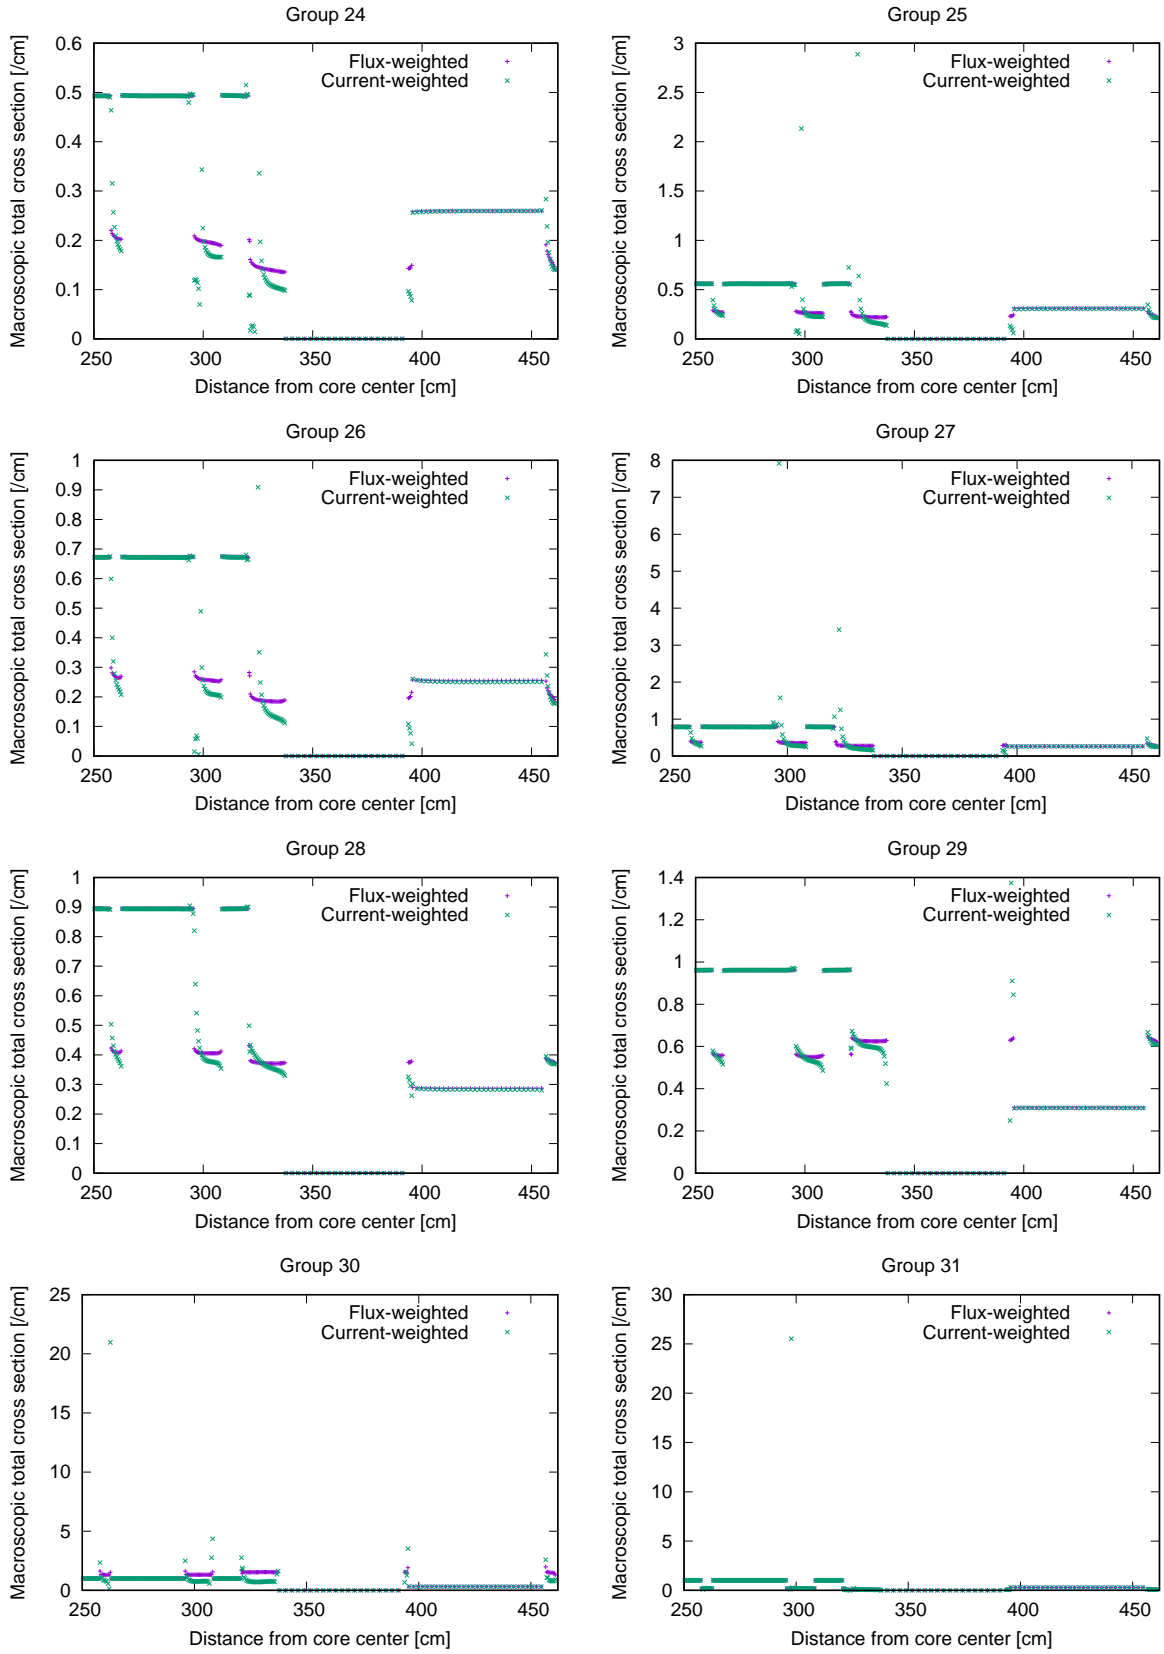 Group 24
Macroscopic total cross section [/cm]
0.6
0.5
0.4
0.3
0.2
0.1
0
250
300
350
400
450
Flux-weighted
Current-weighted
Distance from core center [cm]
Group 25
Macroscopic total cross section [/cm]
3
2.5
2
1.5
1
0.5
0
250
300
350
400
450
Flux-weighted
Current-weighted
Distance from core center [cm]
Group 26
Macroscopic total cross section [/cm]
1
0.9
0.8
0.7
0.6
0.5
0.4
0.3
0.2
0.1
0
250
300
350
400
450
Flux-weighted
Current-weighted
Distance from core center [cm]
Group 27
Macroscopic total cross section [/cm]
8
7
6
5
4
3
2
1
0
250
300
350
400
450
Flux-weighted
Current-weighted
Distance from core center [cm]
Group 28
Macroscopic total cross section [/cm]
1
0.9
0.8
0.7
0.6
0.5
0.4
0.3
0.2
0.1
0
250
300
350
400
450
Flux-weighted
Current-weighted
Distance from core center [cm]
Group 29
Macroscopic total cross section [/cm]
1.4
1.2
1
0.8
0.6
0.4
0.2
0
250
300
350
400
450
Flux-weighted
Current-weighted
Distance from core center [cm]
Group 30
Macroscopic total cross section [/cm]
25
20
15
10
5
0
250
300
350
400
450
Flux-weighted
Current-weighted
Distance from core center [cm]
Group 31
Macroscopic total cross section [/cm]
30
25
20
15
10
5
0
250
300
350
400
450
Flux-weighted
Current-weighted
Distance from core center [cm]